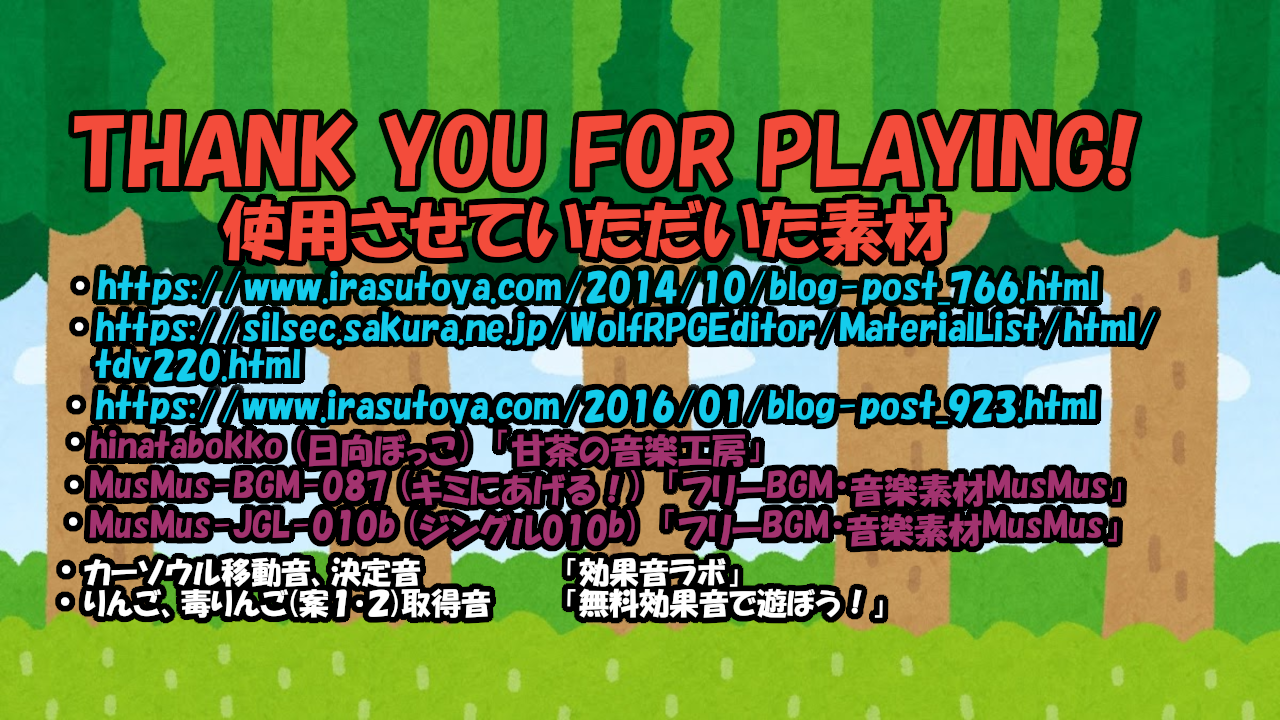 THANK YOU FOR PLAYING!
使用させていただいた素材
・https://www.irasutoya.com/2014/10/blog-post_766.html
・https://silsec.sakura.ne.jp/WolfRPGEditor/MaterialList/html/
tdv220.html
・https://www.irasutoya.com/2016/01/blog-post_923.html
・hinatabokko (日向ぼっこ) 「甘茶の音楽工房」
・MusMus-BGM-087 (キミにあげる！) 「フリーBGM・音楽素材MusMus」
・MusMus-JGL-010b (ジングル010b) 「フリーBGM・音楽素材MusMus」
・カーソウル移動音、決定音 「効果音ラボ」
・りんご、毒りんご(案１・２)取得音 「無料効果音で遊ぼう！」